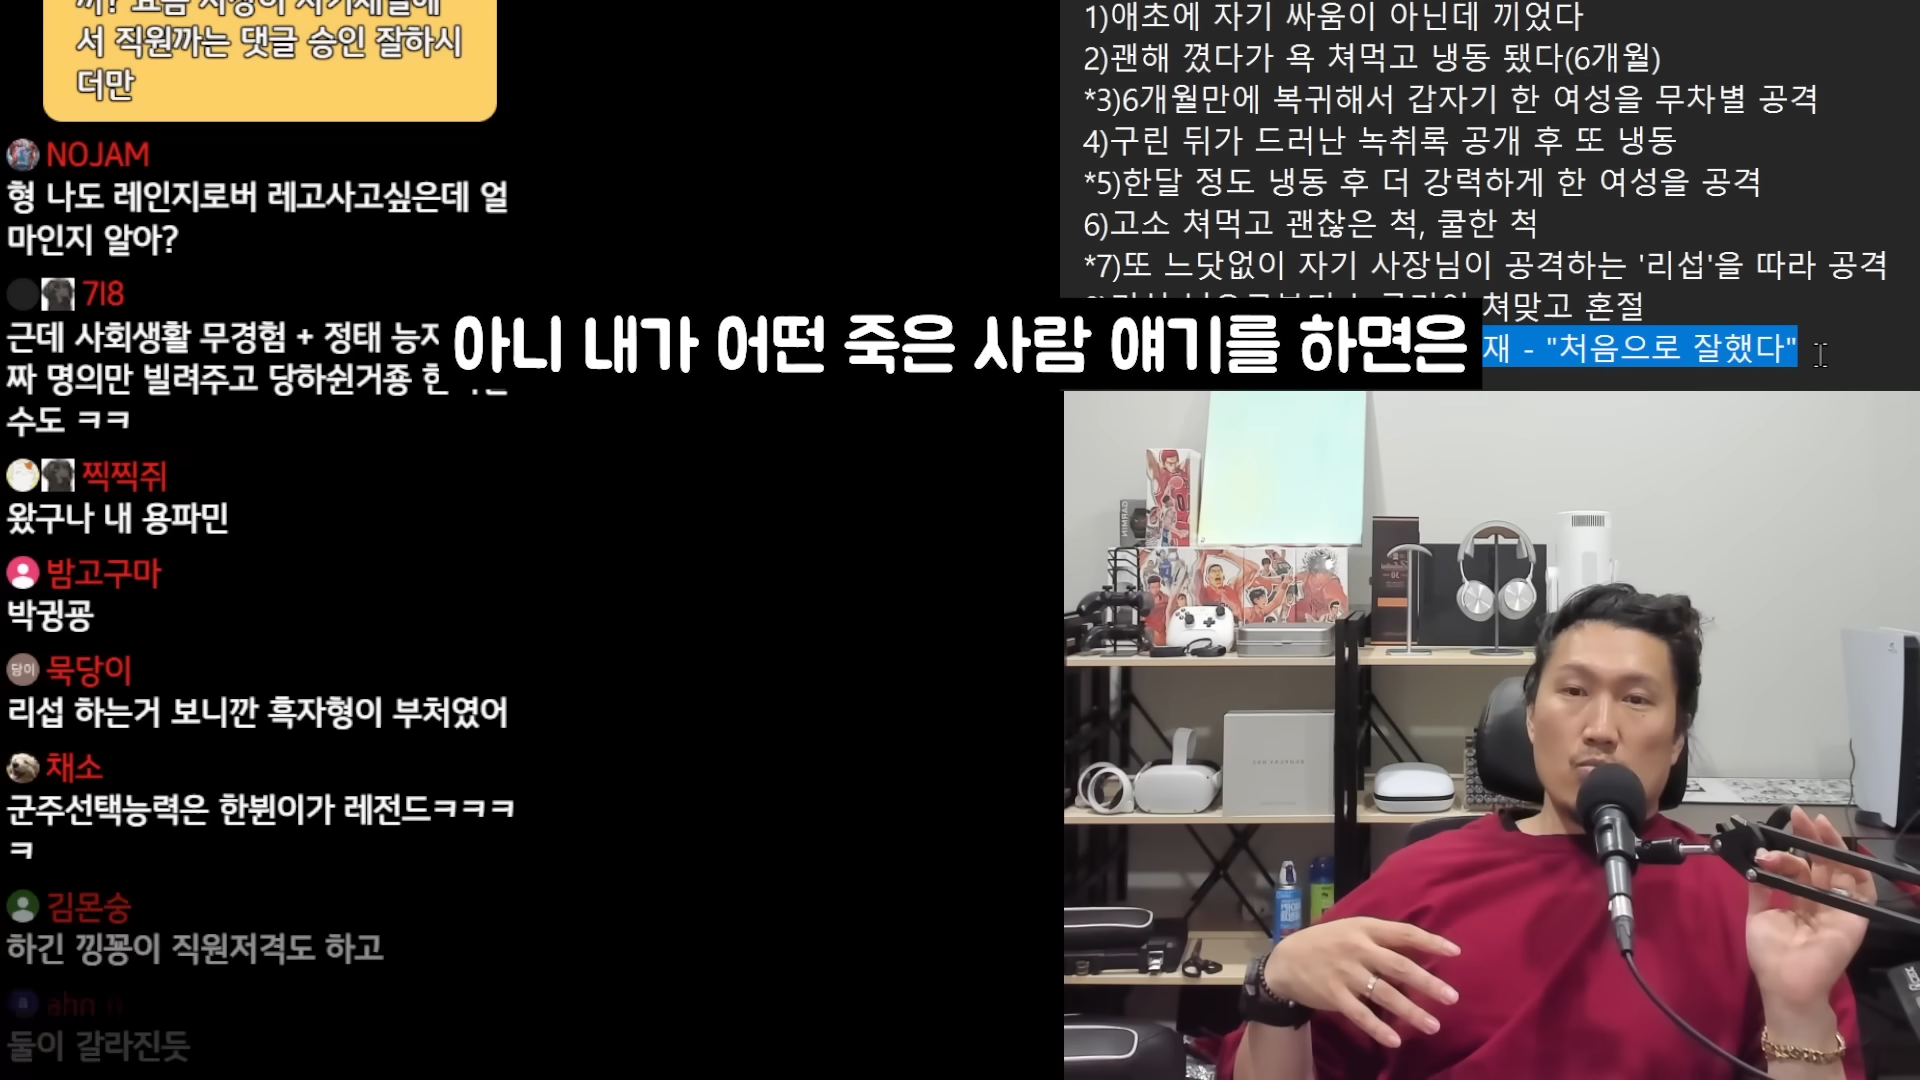 서 직원까는 댓글 승인 잘하시
더만
NOJAM
형 나도 레인지로버 레고사고싶은데 얼
마인지 알아?
7l8
근데 사회생활 무경험 + 정태 능지
짜 명의만 빌려주고 당하쉰거죵
수도 ㅋㅋ
찍찍쥐
왔구나 내 용파민
밤고구마
박귕굥
담이 묵당이
리섭 하는거 보니깐 흑자형이 부처였어
채소
군주선택능력은 한뷘이가 레전드ㅋㅋㅋ
ㅋ
김몬숭
하긴 낑꽁이 직원저격도 하고
a ahn
둘이 갈라진듯
1)애초에 자기 싸움이 아닌데 끼었다
2)괜해 꼈다가 욕 쳐먹고 냉동 됐다(6개월)
*3)6개월만에 복귀해서 갑자기 한 여성을 무차별 공격
4)구린 뒤가 드러난 녹취록 공개 후 또 냉동
*5)한달 정도 냉동 후 더 강력하게 한 여성을 공격
6)고소 쳐먹고 괜찮은 척, 쿨한 척
*7)또 느닷없이 자기 사장님이 공격하는 '리섭'을 따라 공격
쳐맞고 혼절
재 - "처음으로 잘했다"
아니 내가 어떤 죽은 사람 얘기를 하면은
GARMIN